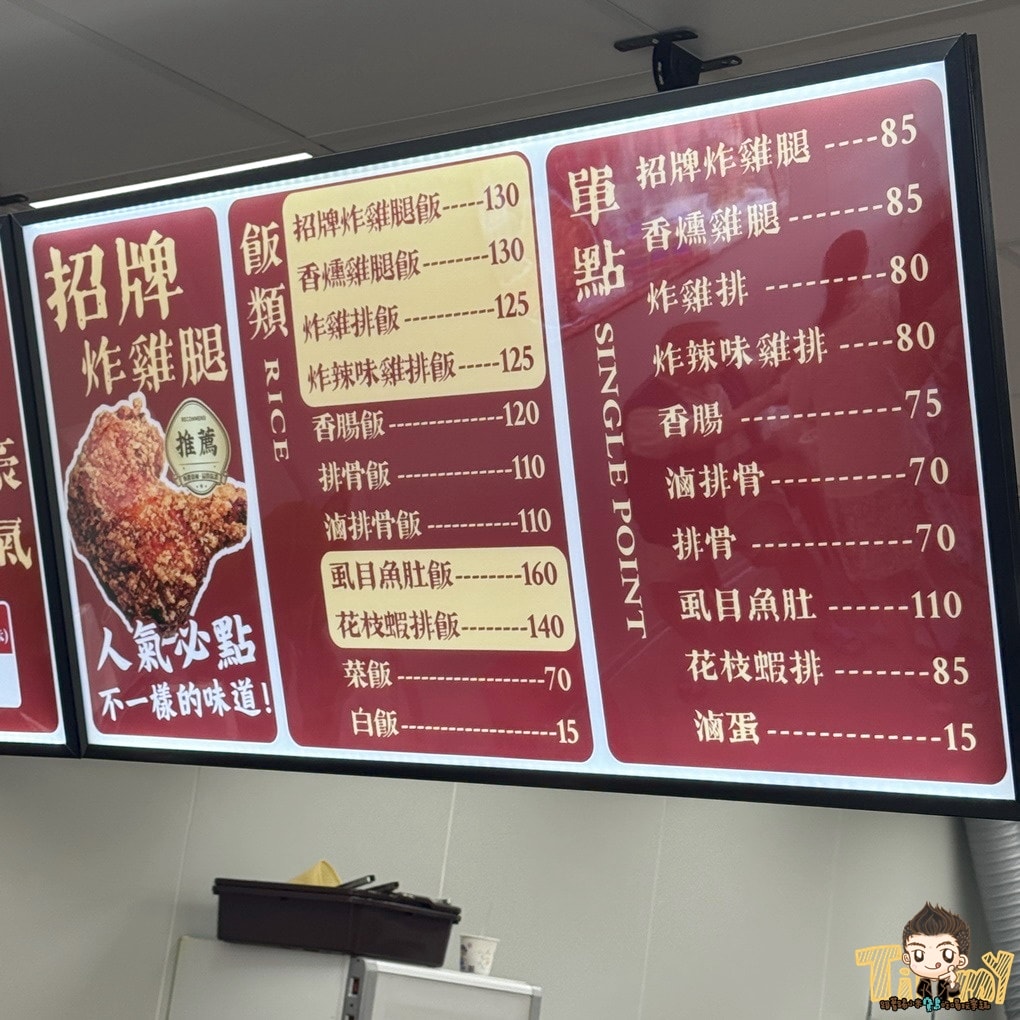 豪
氣
招牌
炸雞腿
RECOMMEND
推薦
人氣必點
不一樣的味道!
飯類 RICE
招牌炸雞腿飯-----130
香燻雞腿飯--------130
炸雞排飯-----------125
炸辣味雞排飯-----125
香腸飯--------------120
排骨飯--------------110
滷排骨飯-----------110
虱目魚肚飯--------160
花枝蝦排飯--------140
菜飯-----------------70
白飯------------------15
單點 SINGLE POINT
招牌炸雞腿 ----85
香燻雞腿 -------85
炸雞排 ---------80
炸辣味雞排 ----80
香腸 ------------75
滷排骨-----------70
排骨 ------------70
虱目魚肚 ------110
花枝蝦排 -------85
滷蛋-------------15